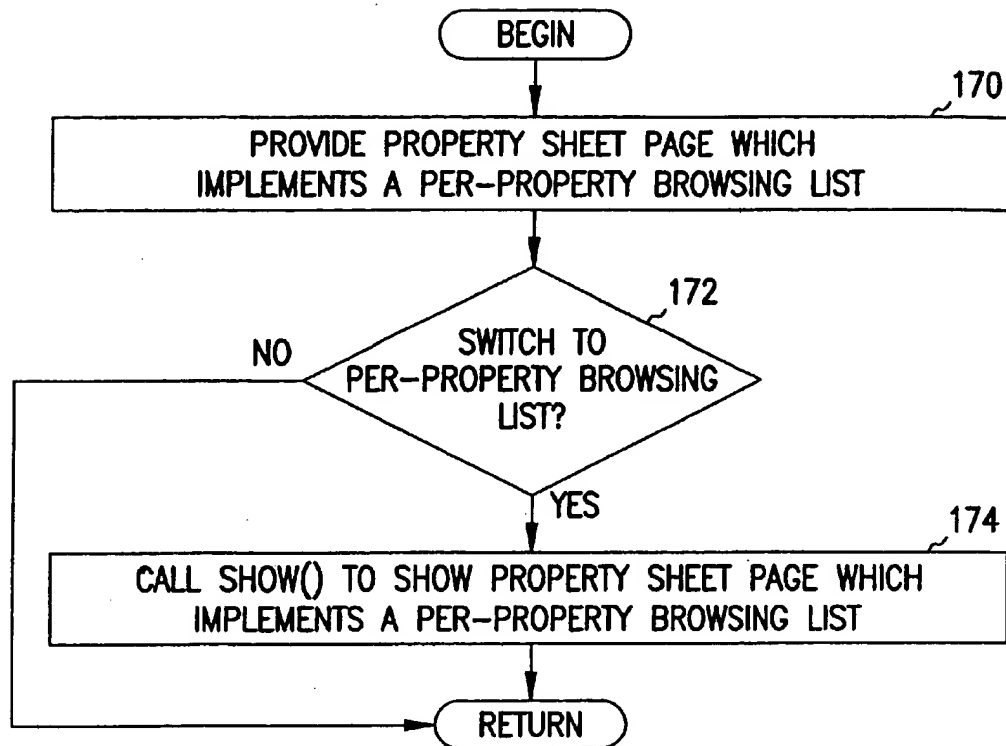 BEGIN
170
PROVIDE PROPERTY SHEET PAGE WHICH
IMPLEMENTS A PER-PROPERTY BROWSING LIST
172
SWITCH TO
PER-PROPERTY BROWSING
LIST?
NO
YES
174
CALL SHOW() TO SHOW PROPERTY SHEET PAGE WHICH
IMPLEMENTS A PER-PROPERTY BROWSING LIST
RETURN